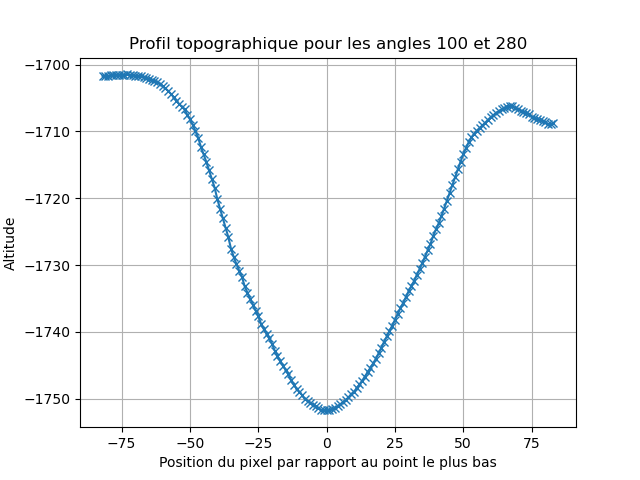 Profil topographique pour les angles 100 et 280
−1700
−1710
−1720
−1730
−1740
−1750
Altitude
−75 −50 −25 0 25 50 75
Position du pixel par rapport au point le plus bas